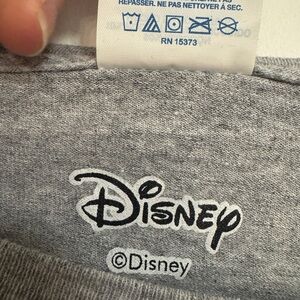 REPASSER. NE PAS NETTOYER À SEC.
RN 15373
Disney
©Disney